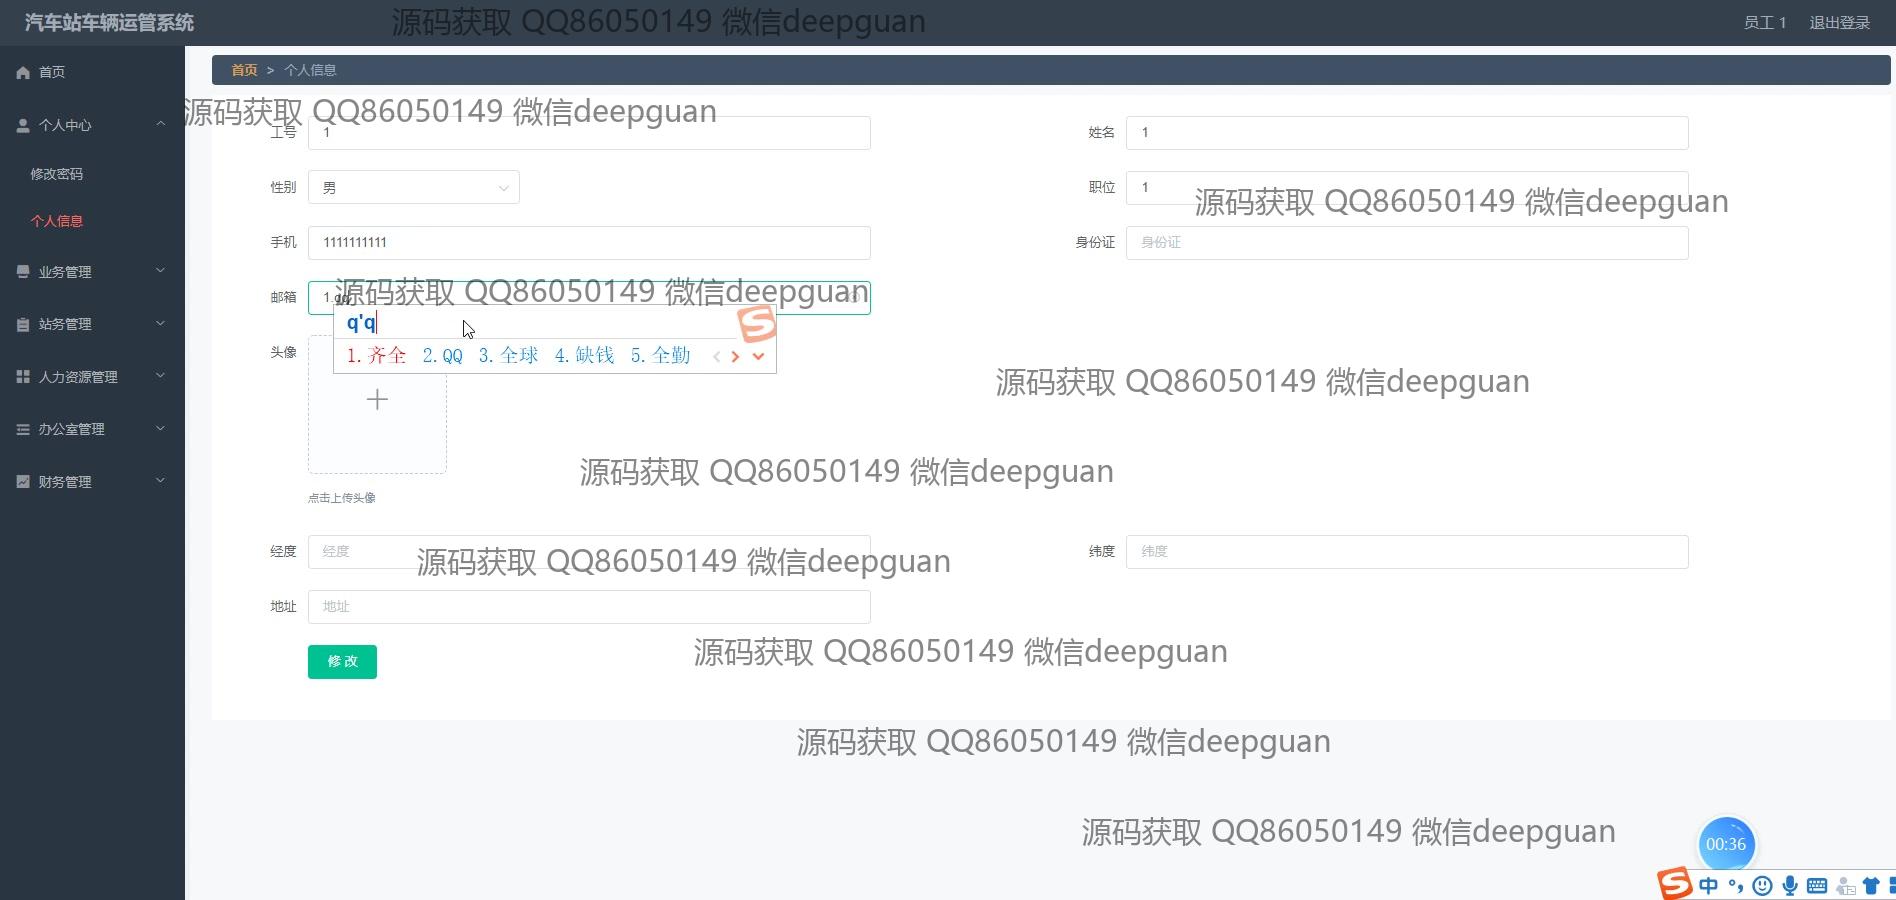 汽车站车辆运管系统
源码获取 QQ86050149 微信deepguan
员工 1 退出登录
首页
个人中心
修改密码
个人信息
业务管理
站务管理
人力资源管理
办公室管理
财务管理
首页 > 个人信息
源码获取 QQ86050149 微信deepguan
工号 1
姓名 1
性别 男
职位 1
源码获取 QQ86050149 微信deepguan
手机 1111111111
身份证 身份证
源码获取 QQ86050149 微信deepguan
邮箱 1.qq
q'q
1.齐全 2.QQ 3.全球 4.缺钱 5.全勤
头像
源码获取 QQ86050149 微信deepguan
源码获取 QQ86050149 微信deepguan
点击上传头像
经度 经度
纬度 纬度
源码获取 QQ86050149 微信deepguan
地址 地址
源码获取 QQ86050149 微信deepguan
修改
源码获取 QQ86050149 微信deepguan
源码获取 QQ86050149 微信deepguan
00:36
S 中